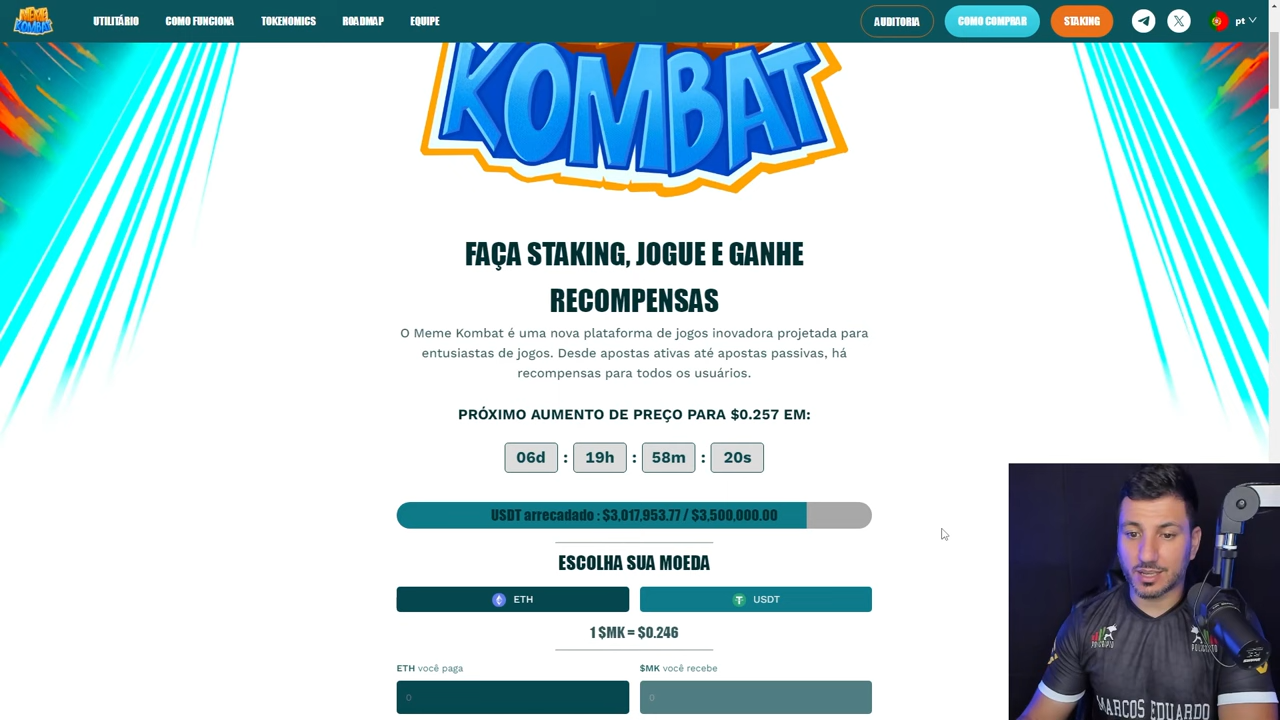 MEME
KOMBAT
UTILITÁRIO
COMO FUNCIONA
TOKENOMICS
ROADMAP
EQUIPE
AUDITORIA
COMO COMPRAR
STAKING
pt
KOMBAT
FAÇA STAKING, JOGUE E GANHE
RECOMPENSAS
O Meme Kombat é uma nova plataforma de jogos inovadora projetada para
entusiastas de jogos. Desde apostas ativas até apostas passivas, há
recompensas para todos os usuários.
PRÓXIMO AUMENTO DE PREÇO PARA $0.257 EM:
06d : 19h : 58m : 20s
USDT arrecadado : $3,017,953.77 / $3,500,000.00
ESCOLHA SUA MOEDA
ETH
USDT
1 $MK = $0.246
ETH você paga
$MK você recebe
0
0
MARCOS EDUARDO